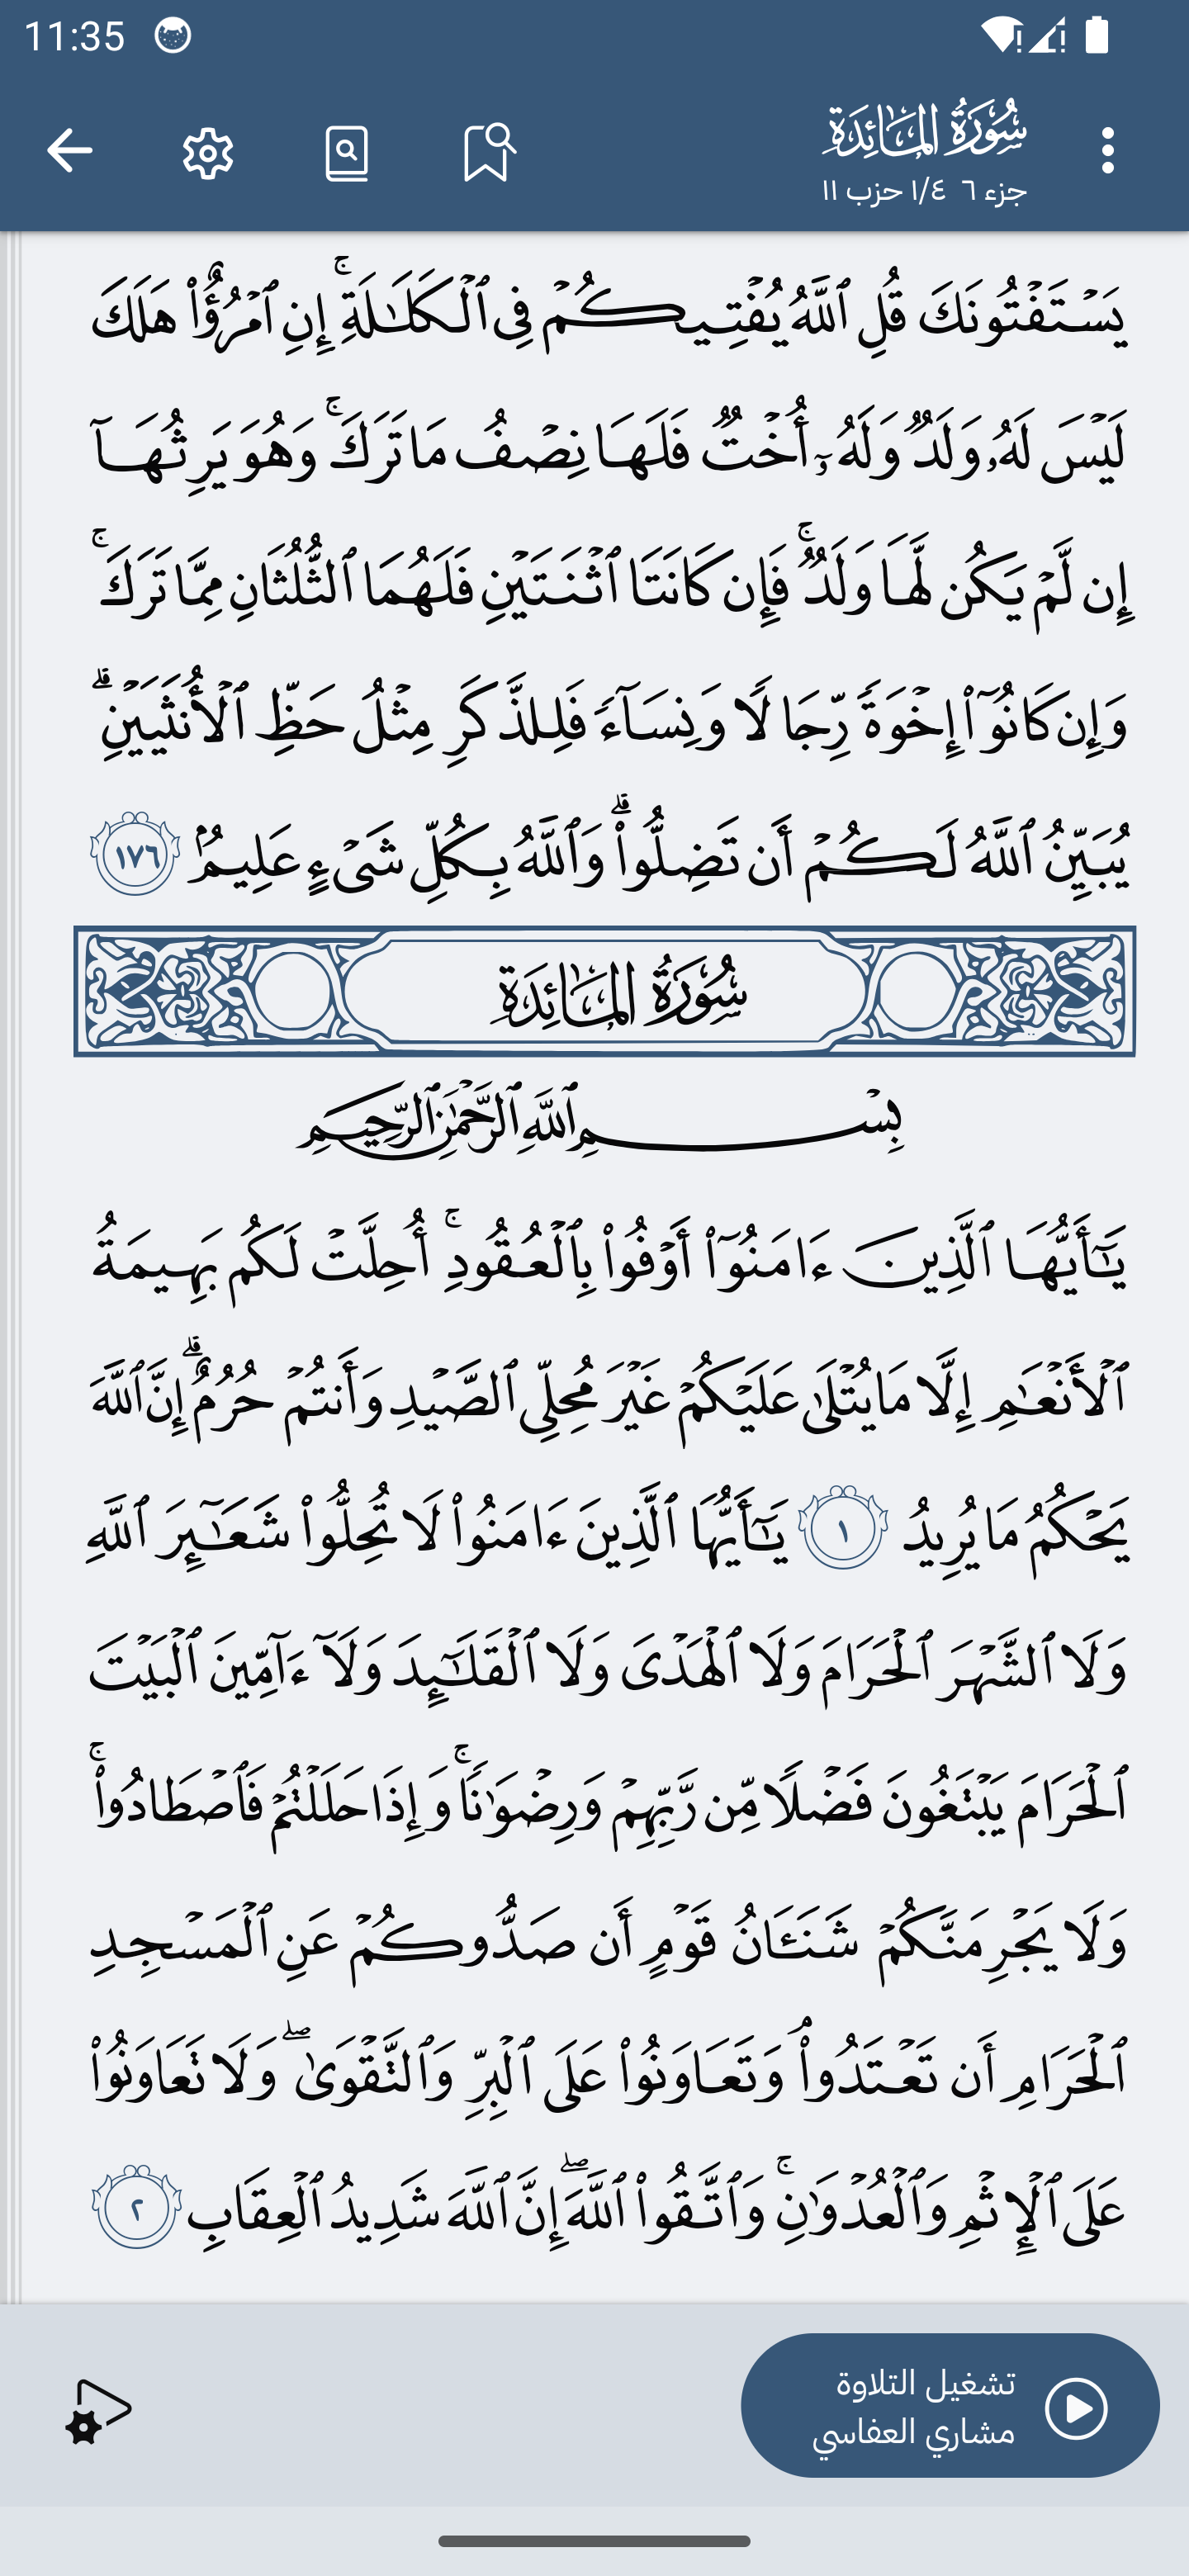 11:35
سُورَةُ المَائِدَة
جزء ٦ ١/٤ حزب ١١
يَسۡتَفۡتُونَكَ قُلِ ٱللَّهُ يُفۡتِيكُمۡ فِي ٱلۡكَلَٰلَةِۚ إِنِ ٱمۡرُؤٌاْ هَلَكَ
لَيۡسَ لَهُۥ وَلَدٞ وَلَهُۥٓ أُخۡتٞ فَلَهَا نِصۡفُ مَا تَرَكَۚ وَهُوَ يَرِثُهَآ
إِن لَّمۡ يَكُن لَّهَا وَلَدٞۚ فَإِن كَانَتَا ٱثۡنَتَيۡنِ فَلَهُمَا ٱلثُّلُثَانِ مِمَّا تَرَكَۚ
وَإِن كَانُوٓاْ إِخۡوَةٗ رِّجَالٗا وَنِسَآءٗ فَلِلذَّكَرِ مِثۡلُ حَظِّ ٱلۡأُنثَيَيۡنِۗ
يُبَيِّنُ ٱللَّهُ لَكُمۡ أَن تَضِلُّواْۗ وَٱللَّهُ بِكُلِّ شَيۡءٍ عَلِيمُۢ ١٧٦
سُورَةُ المَائِدَة
بِسۡمِ ٱللَّهِ ٱلرَّحۡمَٰنِ ٱلرَّحِيمِ
يَٰٓأَيُّهَا ٱلَّذِينَ ءَامَنُوٓاْ أَوۡفُواْ بِٱلۡعُقُودِۚ أُحِلَّتۡ لَكُم بَهِيمَةُ
ٱلۡأَنۡعَٰمِ إِلَّا مَا يُتۡلَىٰ عَلَيۡكُمۡ غَيۡرَ مُحِلِّي ٱلصَّيۡدِ وَأَنتُمۡ حُرُمٌۗ إِنَّ ٱللَّهَ
يَحۡكُمُ مَا يُرِيدُ ١ يَٰٓأَيُّهَا ٱلَّذِينَ ءَامَنُواْ لَا تُحِلُّواْ شَعَٰٓئِرَ ٱللَّهِ
وَلَا ٱلشَّهۡرَ ٱلۡحَرَامَ وَلَا ٱلۡهَدۡيَ وَلَا ٱلۡقَلَٰٓئِدَ وَلَآ ءَآمِّينَ ٱلۡبَيۡتَ
ٱلۡحَرَامَ يَبۡتَغُونَ فَضۡلٗا مِّن رَّبِّهِمۡ وَرِضۡوَٰنٗاۚ وَإِذَا حَلَلۡتُمۡ فَٱصۡطَادُواْۚ
وَلَا يَجۡرِمَنَّكُمۡ شَنَـَٔانُ قَوۡمٍ أَن صَدُّوكُمۡ عَنِ ٱلۡمَسۡجِدِ
ٱلۡحَرَامِ أَن تَعۡتَدُواْۘ وَتَعَاوَنُواْ عَلَى ٱلۡبِرِّ وَٱلتَّقۡوَىٰۖ وَلَا تَعَاوَنُواْ
عَلَى ٱلۡإِثۡمِ وَٱلۡعُدۡوَٰنِۚ وَٱتَّقُواْ ٱللَّهَۖ إِنَّ ٱللَّهَ شَدِيدُ ٱلۡعِقَابِ ٢
تشغيل التلاوة
مشاري العفاسي